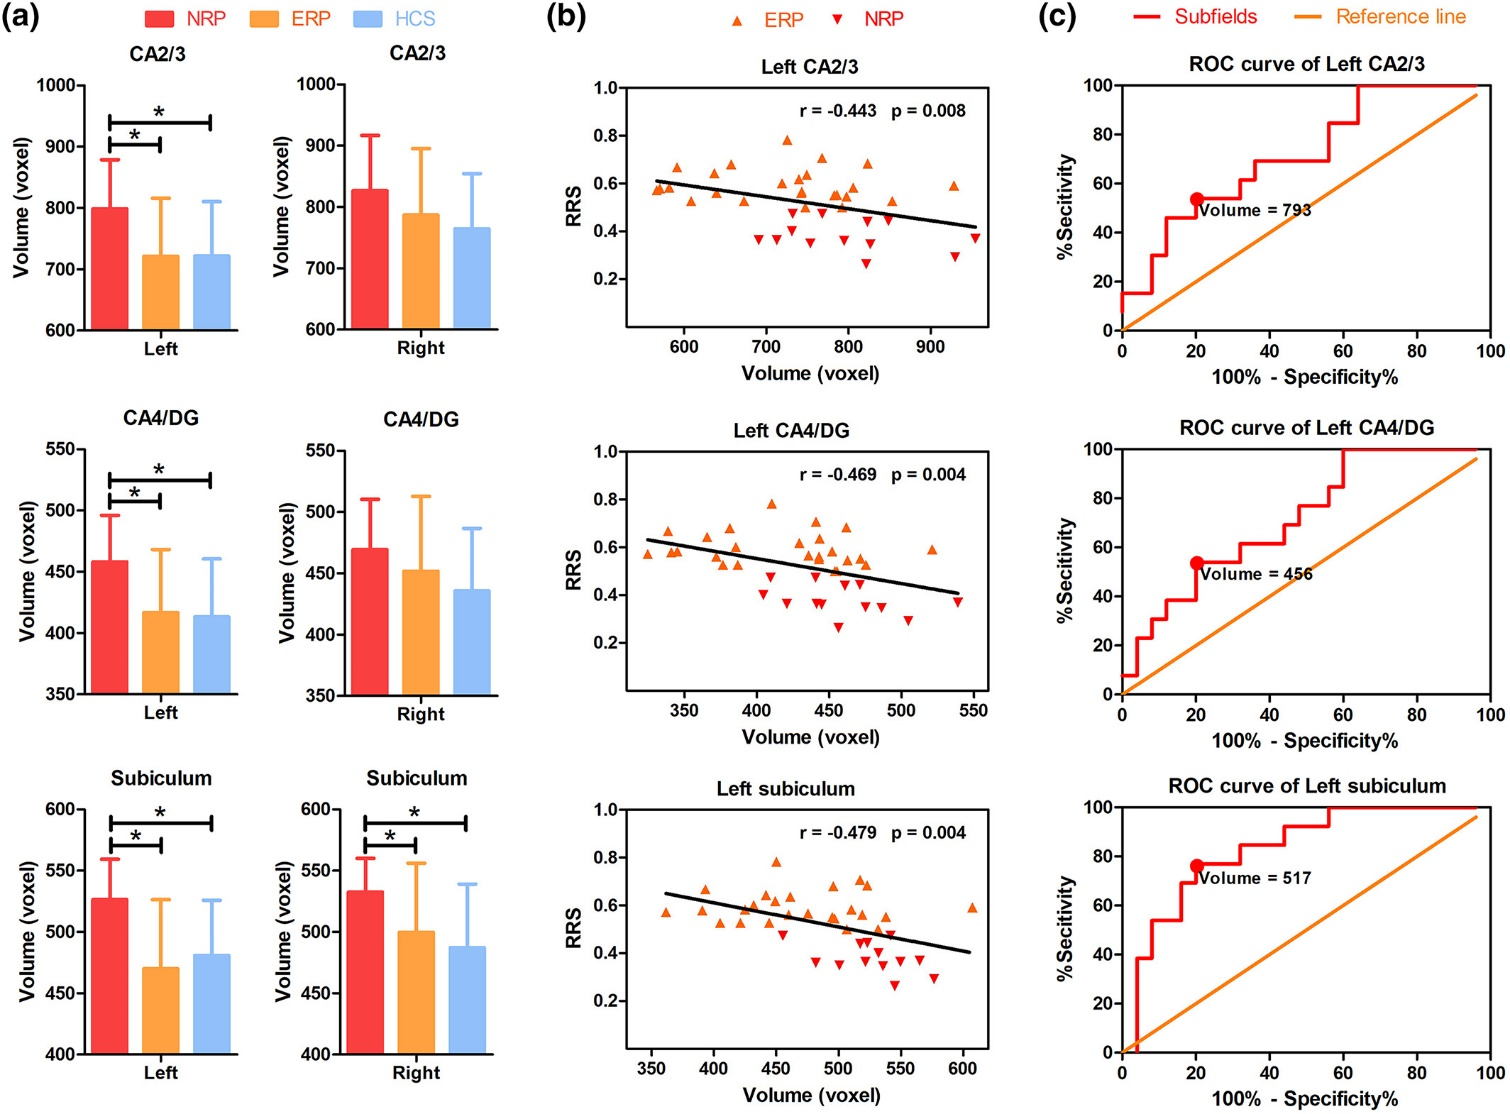 (a) NRP ERP HCS
CA2/3
1000
900
800
700
600
Volume (voxel)
* *
Left
CA2/3
1000
900
800
700
600
Volume (voxel)
Right
CA4/DG
550
500
450
400
350
Volume (voxel)
* *
Left
CA4/DG
550
500
450
400
350
Volume (voxel)
Right
Subiculum
600
550
500
450
400
Volume (voxel)
* *
Left
Subiculum
600
550
500
450
400
Volume (voxel)
* *
Right
(b) ERP NRP
Left CA2/3
r = -0.443 p = 0.008
1.0
0.8
0.6
0.4
0.2
RRS
600 700 800 900
Volume (voxel)
Left CA4/DG
r = -0.469 p = 0.004
1.0
0.8
0.6
0.4
0.2
RRS
350 400 450 500 550
Volume (voxel)
Left subiculum
r = -0.479 p = 0.004
1.0
0.8
0.6
0.4
0.2
RRS
350 400 450 500 550 600
Volume (voxel)
(c) Subfields Reference line
ROC curve of Left CA2/3
100
80
60
40
20
0
%Secitivity
Volume = 793
0 20 40 60 80 100
100% - Specificity%
ROC curve of Left CA4/DG
100
80
60
40
20
0
%Secitivity
Volume = 456
0 20 40 60 80 100
100% - Specificity%
ROC curve of Left subiculum
100
80
60
40
20
0
%Secitivity
Volume = 517
0 20 40 60 80 100
100% - Specificity%